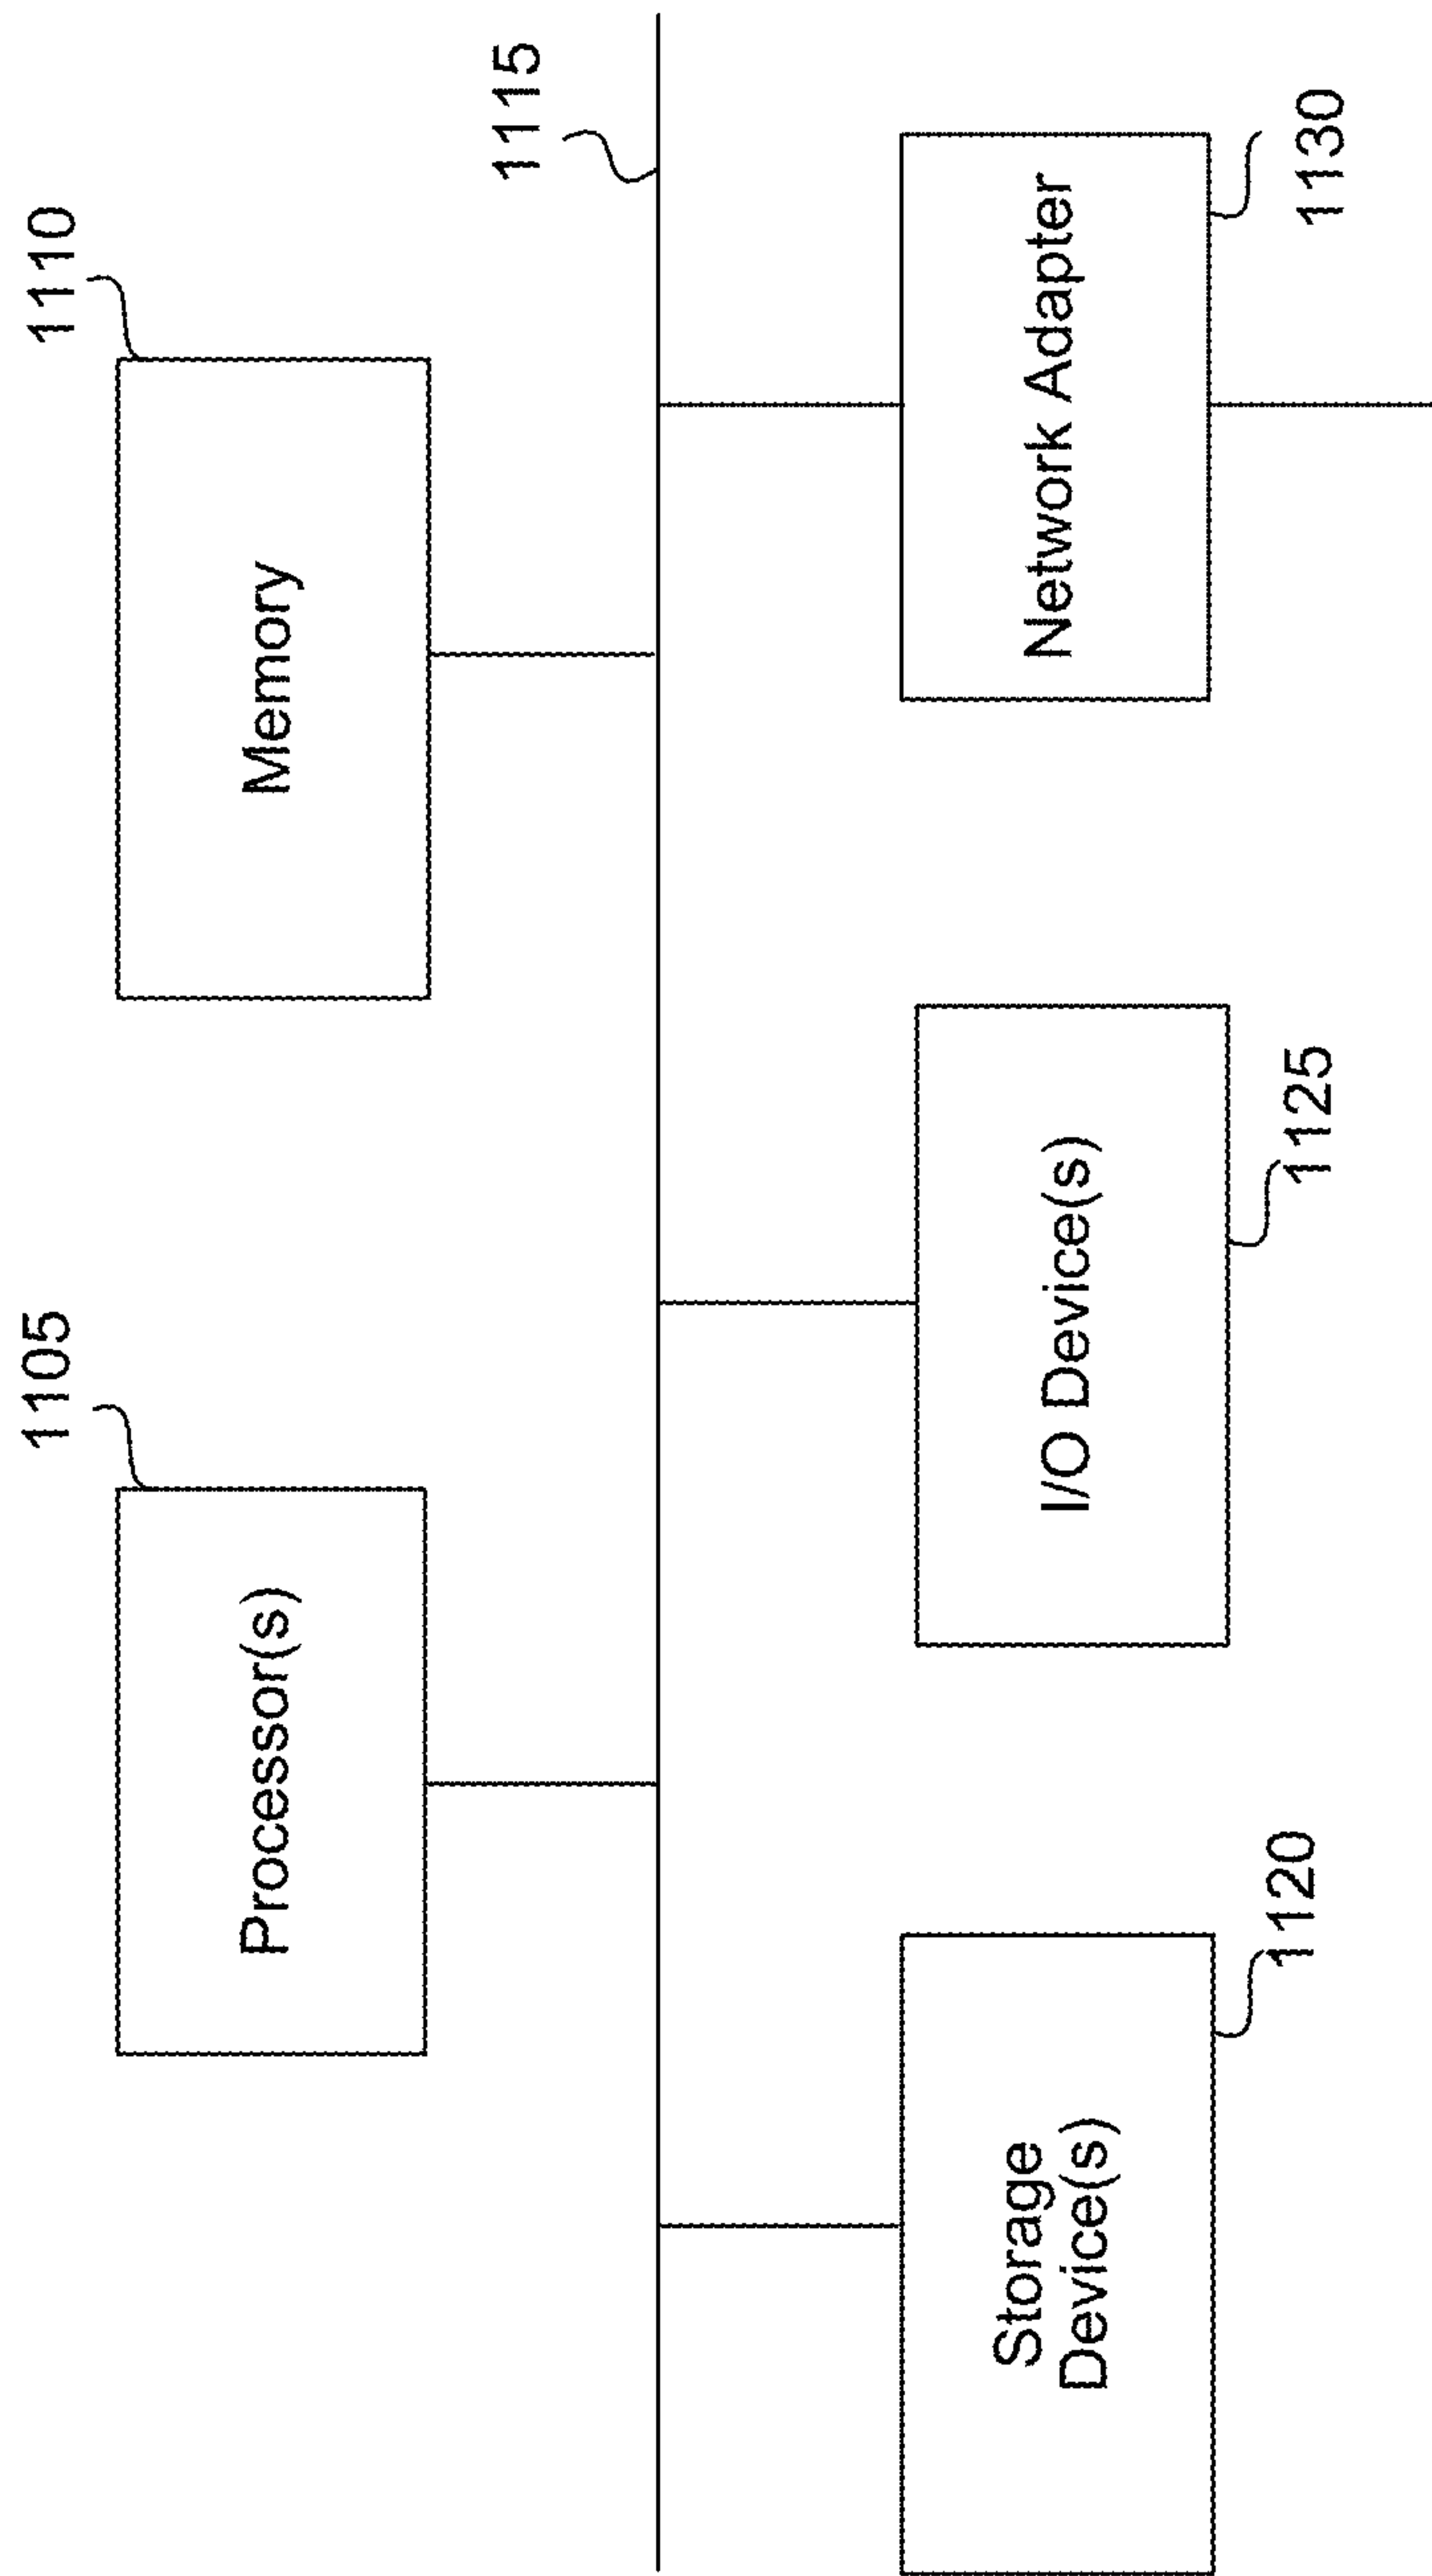 1105
1110
Processor(s)
Memory
1115
Storage
Device(s)
I/O Device(s)
Network Adapter
1120
1125
1130